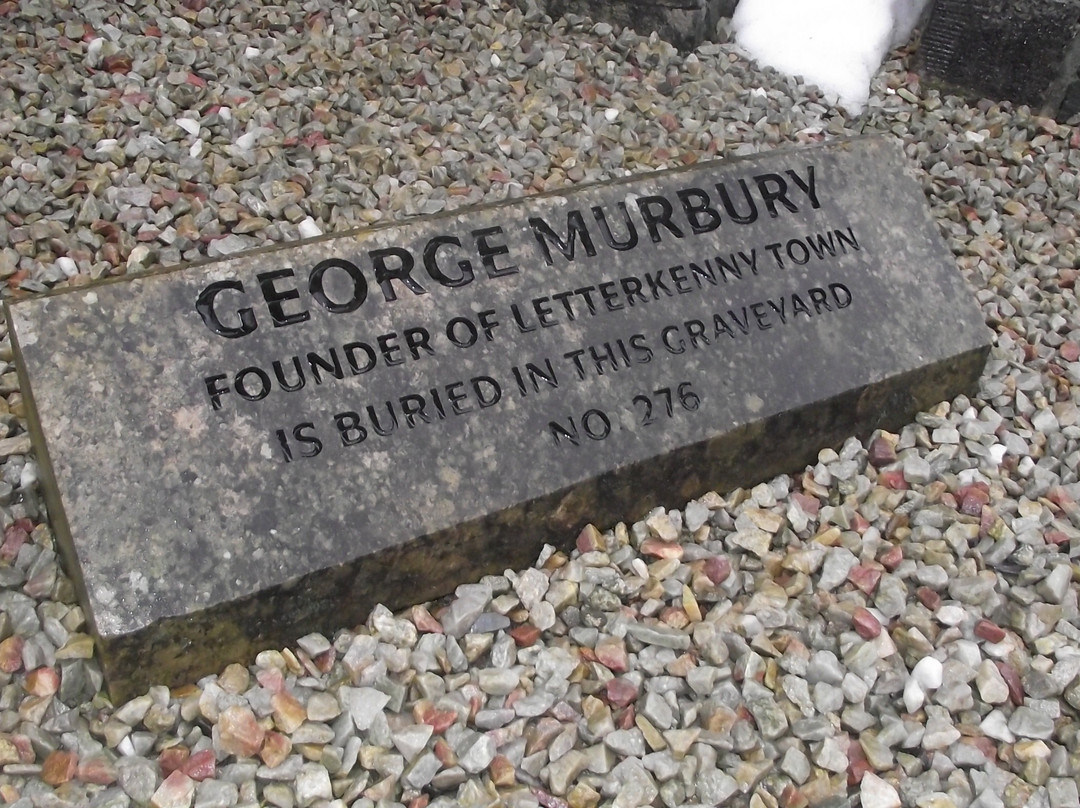 GEORGE MURBURY
FOUNDER OF LETTERKENNY TOWN
IS BURIED IN THIS GRAVEYARD
NO. 276